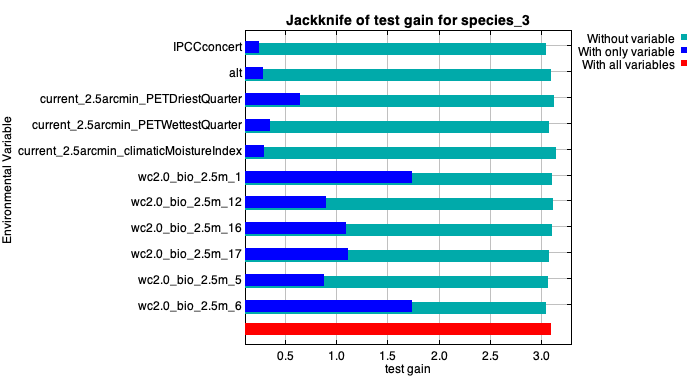 Jackknife of test gain for species_3
Without variable
With only variable
With all variables
Environmental Variable
IPCCconcert
alt
current_2.5arcmin_PETDriestQuarter
current_2.5arcmin_PETWettestQuarter
current_2.5arcmin_climaticMoistureIndex
wc2.0_bio_2.5m_1
wc2.0_bio_2.5m_12
wc2.0_bio_2.5m_16
wc2.0_bio_2.5m_17
wc2.0_bio_2.5m_5
wc2.0_bio_2.5m_6
0.5 1.0 1.5 2.0 2.5 3.0
test gain